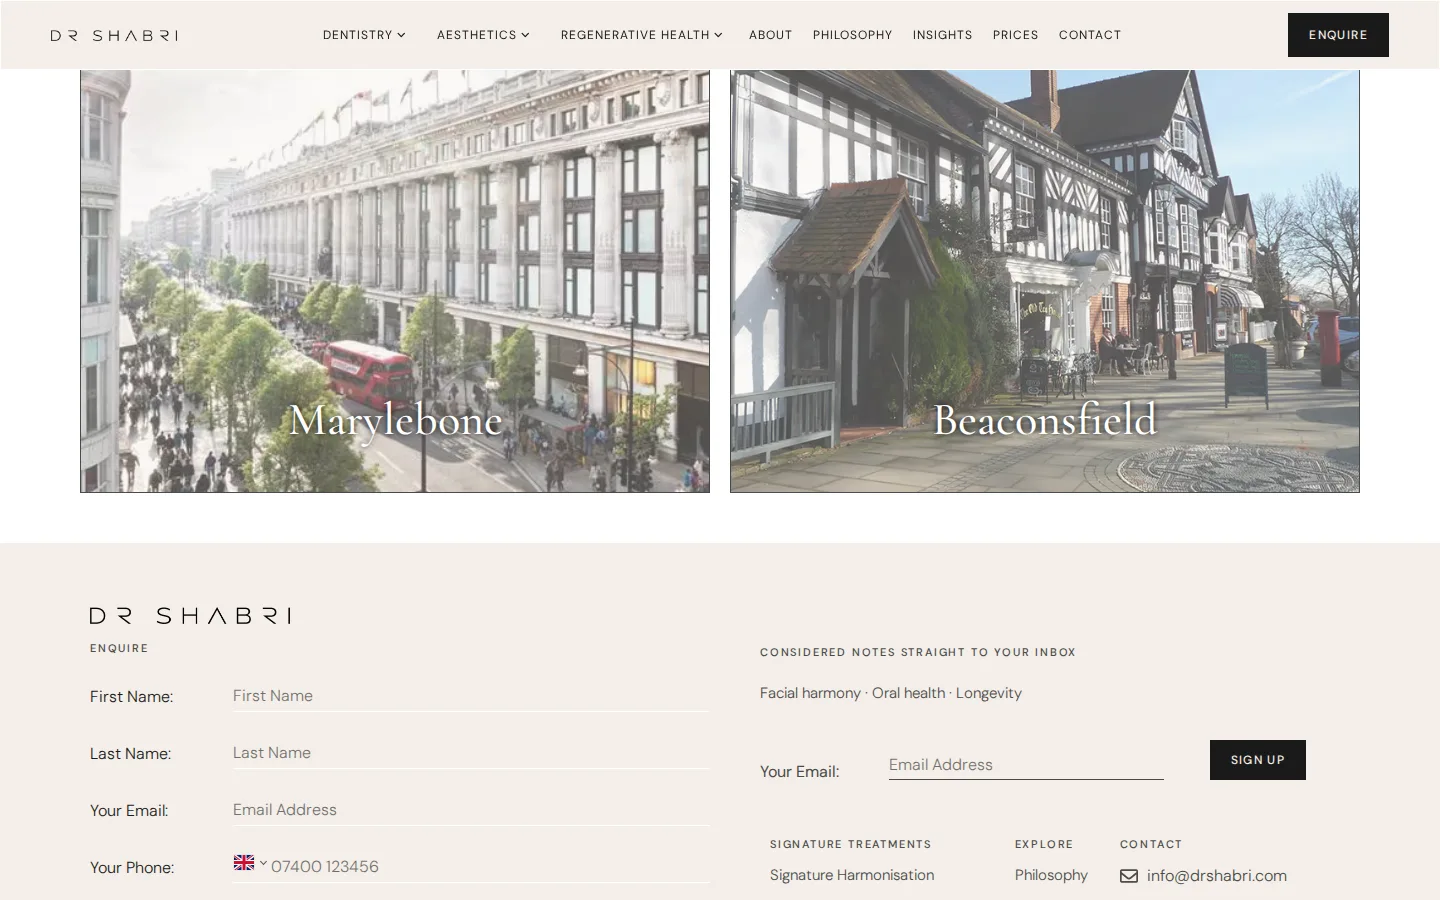 DR SHABRI
DENTISTRY
AESTHETICS
REGENERATIVE HEALTH
ABOUT
PHILOSOPHY
INSIGHTS
PRICES
CONTACT
ENQUIRE
Marylebone
Beaconsfield
DR SHABRI
ENQUIRE
First Name:
First Name
Last Name:
Last Name
Your Email:
Email Address
Your Phone:
07400 123456
CONSIDERED NOTES STRAIGHT TO YOUR INBOX
Facial harmony · Oral health · Longevity
Your Email:
Email Address
SIGN UP
SIGNATURE TREATMENTS
Signature Harmonisation
EXPLORE
Philosophy
CONTACT
info@drshabri.com